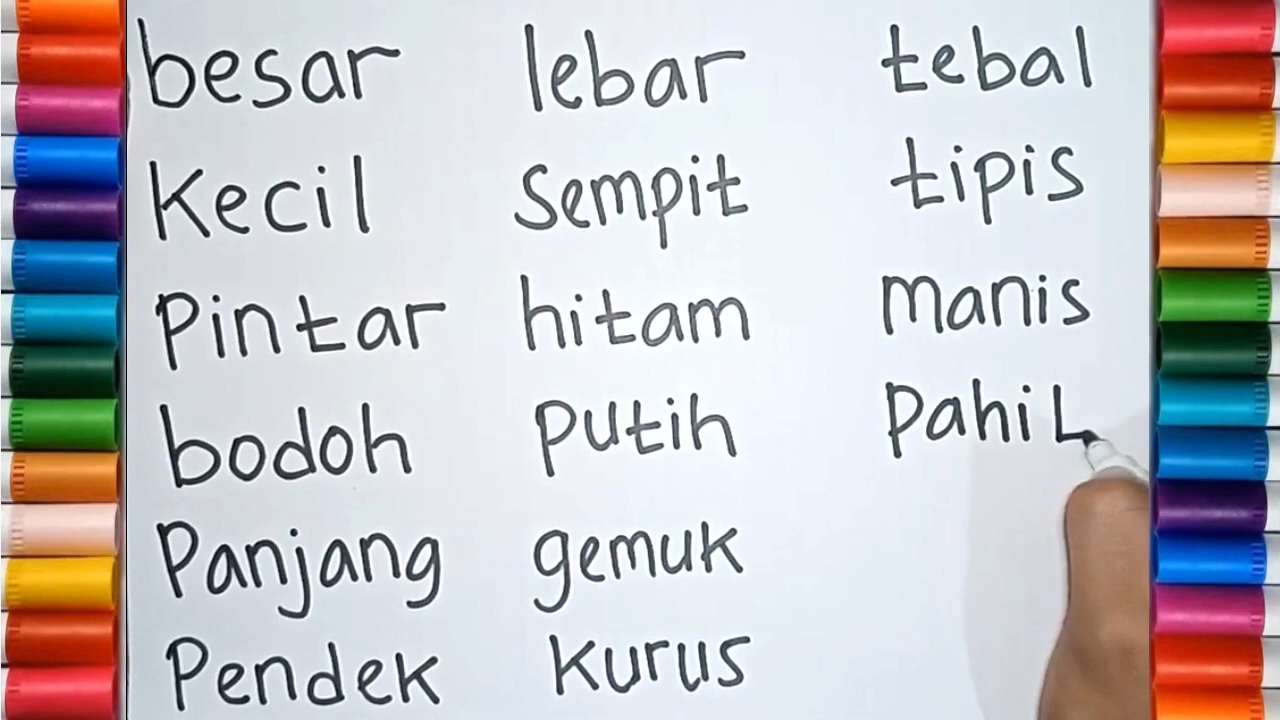 besar
Kecil
Pintar
bodoh
Panjang
Pendek
lebar
Sempit
hitam
Putih
gemuk
Kurus
tebal
tipis
manis
PahiL